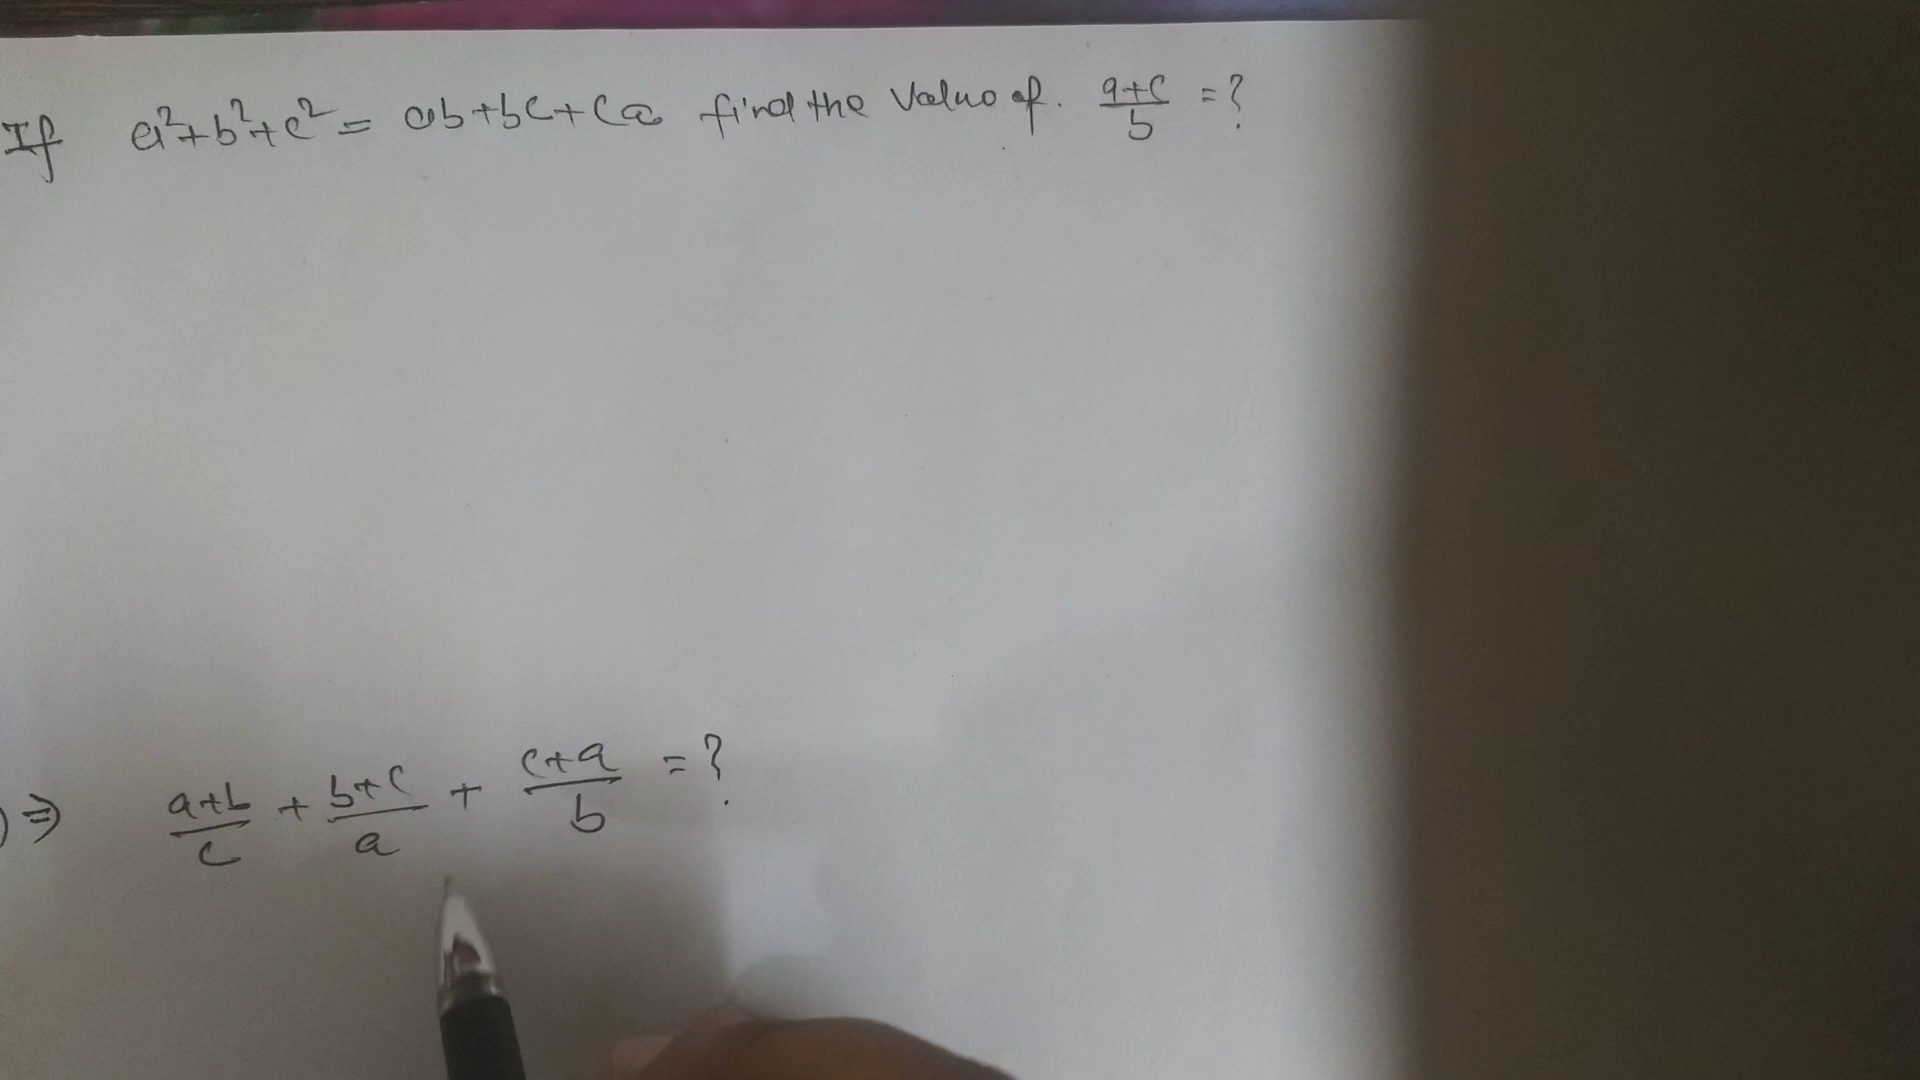 If a²+b²+c² = ab+bc+ca find the value of. a+c/b = ?
⇒ a+b/c + b+c/a + c+a/b = ?